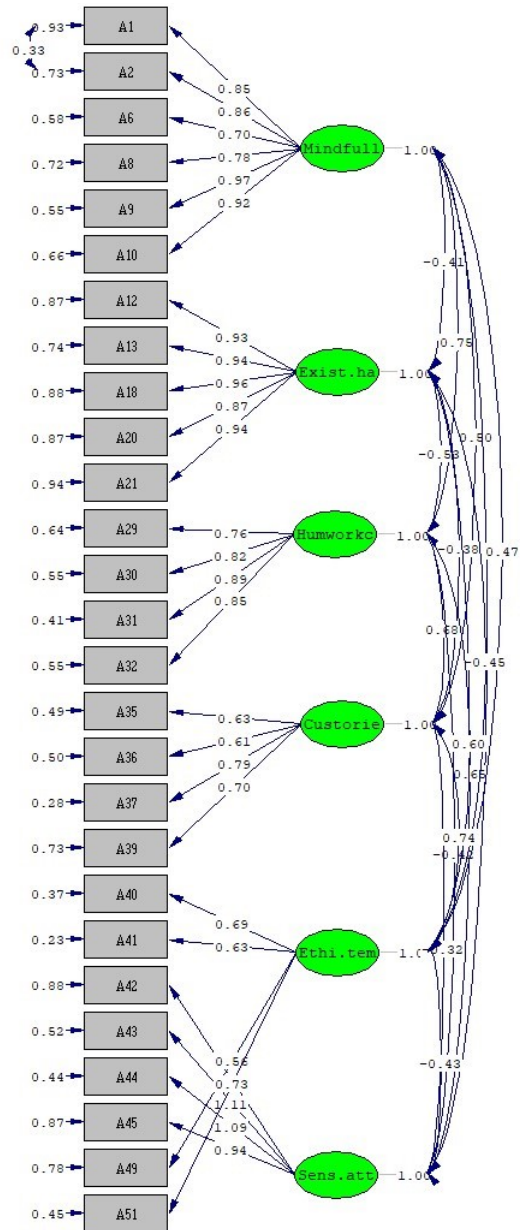 0.93 A1
0.33
0.73 A2
0.85
0.86
0.58 A6
0.70
0.72 A8
0.78
Mindfull 1.00
0.97
0.55 A9
0.92
0.66 A10
-0.41
0.87 A12
0.93
0.75
0.74 A13
0.94
Exist.ha 1.00
0.88 A18
0.96
0.87 A20
0.87
0.94
0.50
0.94 A21
-0.53
0.64 A29
0.76
Humworkc 1.00
0.82
-0.38
0.47
0.55 A30
0.89
0.41 A31
0.85
0.68
0.55 A32
-0.45
0.49 A35
0.63
Custorie 1.00
0.61
0.50 A36
0.79
0.60
0.70
0.65
0.28 A37
0.73 A39
0.74
-0.42
0.37 A40
0.69
0.63
0.23 A41
Ethi.tem
0.32
0.88 A42
0.52 A43
0.56
-0.43
0.73
0.44 A44
1.11
1.09
0.87 A45
0.94
0.78 A49
Sens.att 1.00
0.45 A51